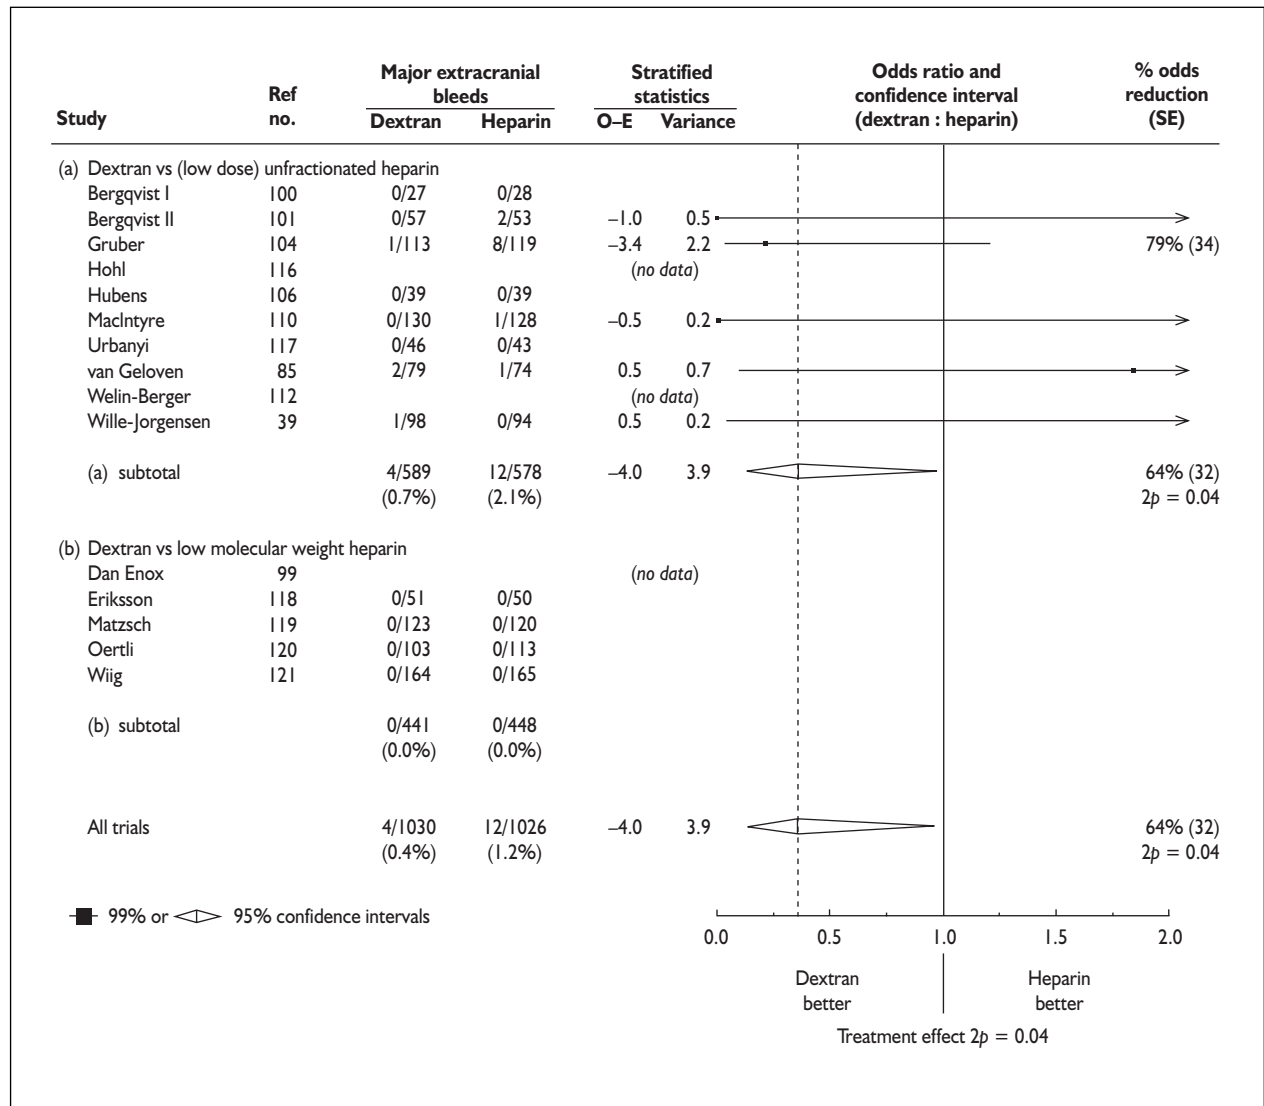 Study
Ref no.
Major extracranial bleeds
Dextran Heparin
Stratified statistics
O–E Variance
Odds ratio and confidence interval (dextran : heparin)
% odds reduction (SE)
(a) Dextran vs (low dose) unfractionated heparin
Bergqvist I 100 0/27 0/28
Bergqvist II 101 0/57 2/53 –1.0 0.5
Gruber 104 1/113 8/119 –3.4 2.2 79% (34)
Hohl 116 (no data)
Hubens 106 0/39 0/39
MacIntyre 110 0/130 1/128 –0.5 0.2
Urbanyi 117 0/46 0/43
van Geloven 85 2/79 1/74 0.5 0.7
Welin-Berger 112 (no data)
Wille-Jorgensen 39 1/98 0/94 0.5 0.2
(a) subtotal 4/589 12/578 –4.0 3.9 64% (32)
(0.7%) (2.1%) 2p = 0.04
(b) Dextran vs low molecular weight heparin
Dan Enox 99 (no data)
Eriksson 118 0/51 0/50
Matzsch 119 0/123 0/120
Oertli 120 0/103 0/113
Wiig 121 0/164 0/165
(b) subtotal 0/441 0/448
(0.0%) (0.0%)
All trials 4/1030 12/1026 –4.0 3.9 64% (32)
(0.4%) (1.2%) 2p = 0.04
99% or 95% confidence intervals
0.0 0.5 1.0 1.5 2.0
Dextran better
Heparin better
Treatment effect 2p = 0.04